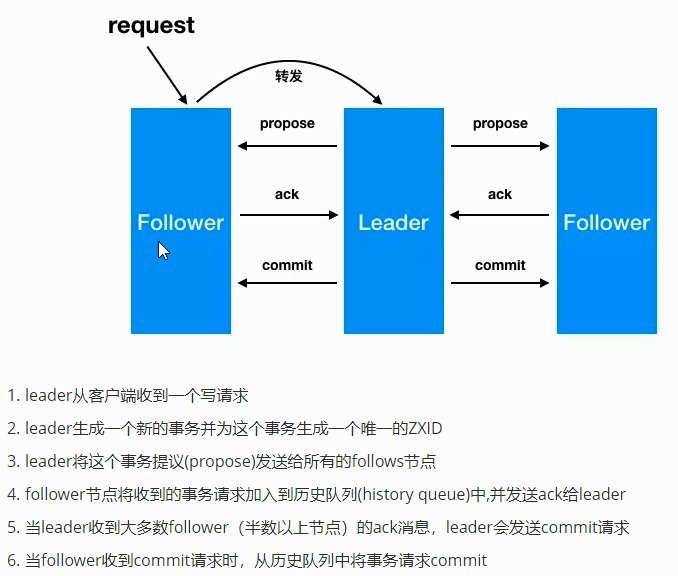 request
转发
propose
propose
ack
ack
Follower
Leader
Follower
commit
commit
1. leader从客户端收到一个写请求
2. leader生成一个新的事务并为这个事务生成一个唯一的ZXID
3. leader将这个事务提议(propose)发送给所有的follows节点
4. follower节点将收到的事务请求加入到历史队列(history queue)中,并发送ack给leader
5. 当leader收到大多数follower（半数以上节点）的ack消息，leader会发送commit请求
6. 当follower收到commit请求时，从历史队列中将事务请求commit